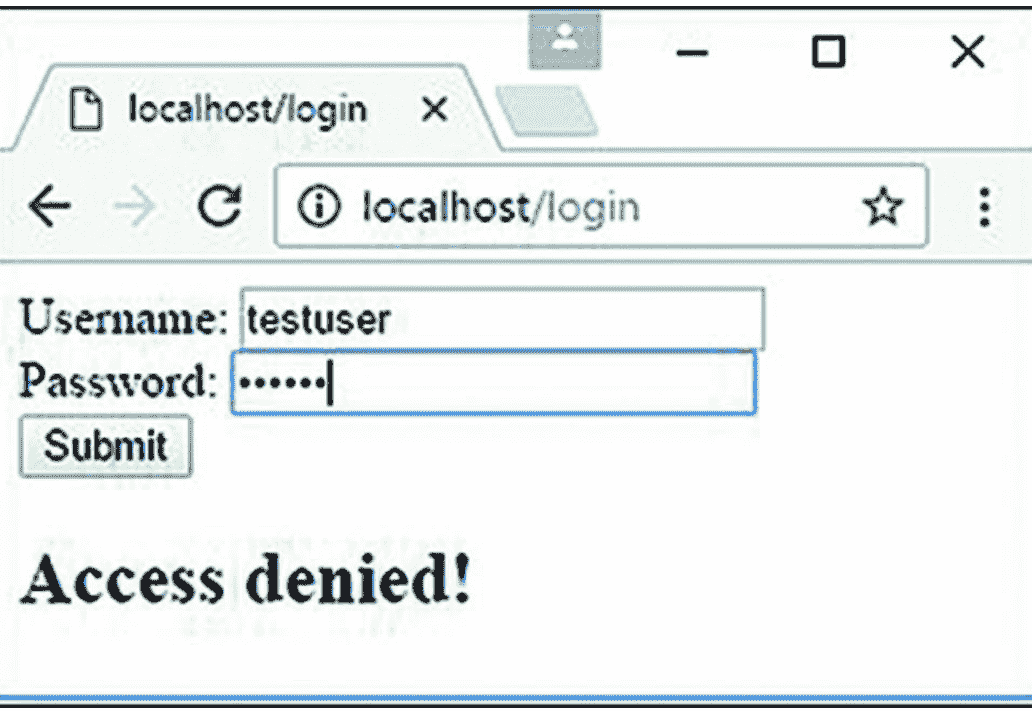 localhost/login
localhost/login
Username: testuser
Password: ••••••
Submit
Access denied!